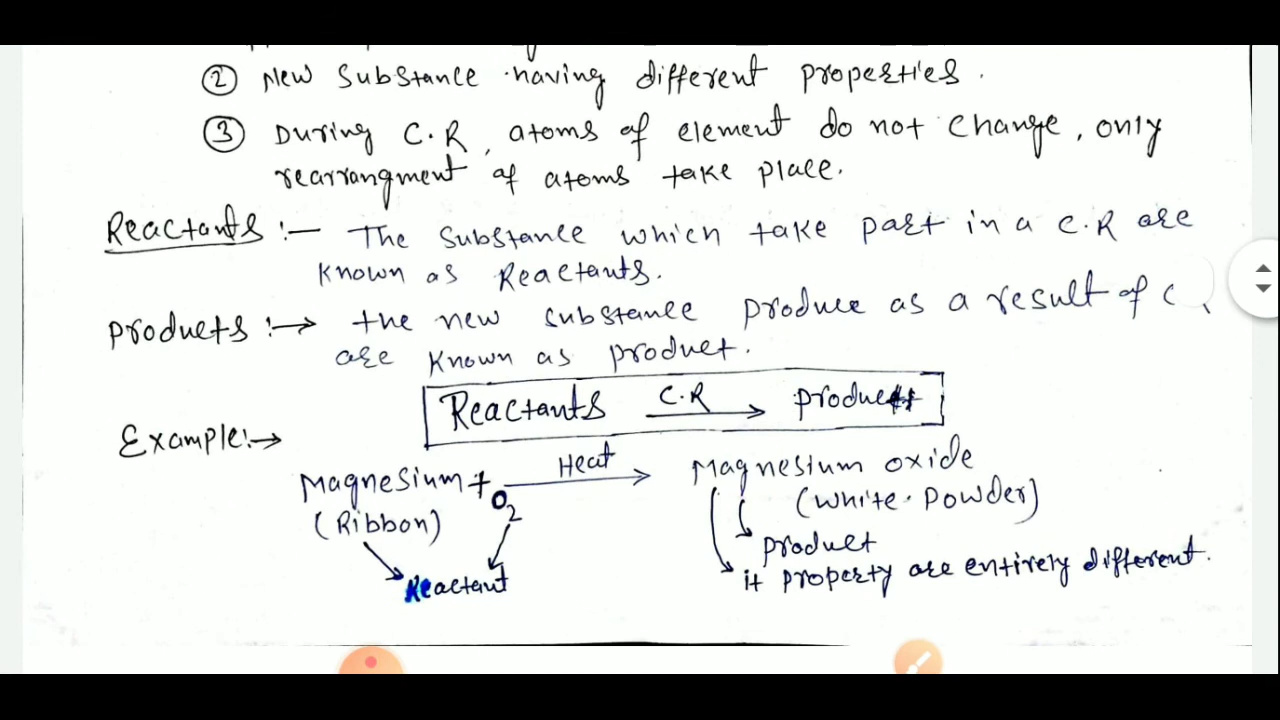 ② New Substance having different properties.
③ During C.R, atoms of element do not change, only
rearrangment of atoms take place.
Reactants :— The Substance which take part in a C.R are
Known as Reactants.
products :→ the new substance produce as a result of C
are Known as product.
Reactants C.R → product
Example :→
Magnesium + O2 Heat → Magnesium oxide
(Ribbon) (White Powder)
product
Reactant it property are entirely different.